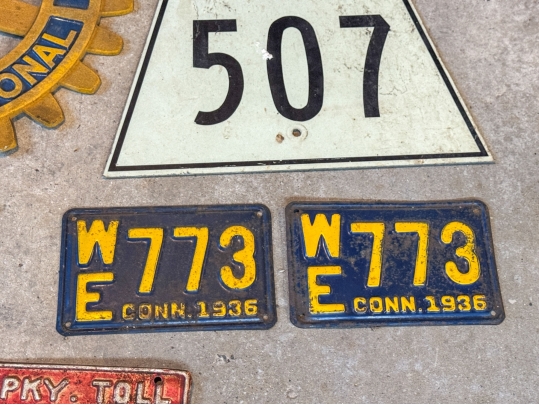 ONAL
507
WE 773
CONN. 1936
WE 773
CONN. 1936
PKY. TOLL